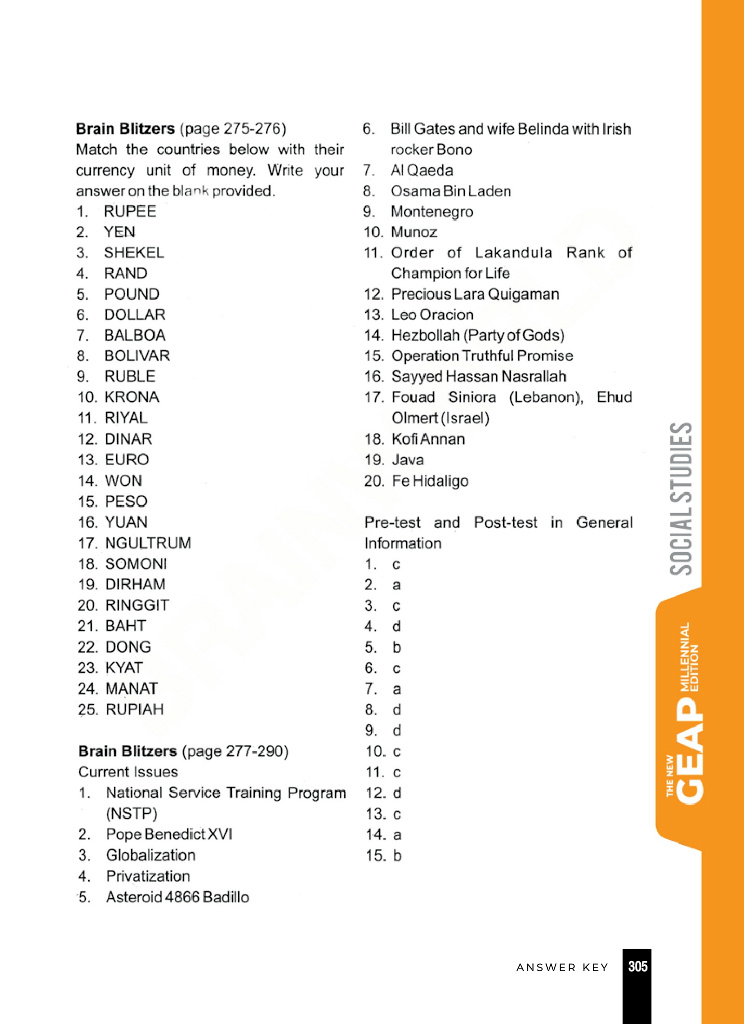 Brain Blitzers (page 275-276)
Match the countries below with their
currency unit of money. Write your
answer on the blank provided.
1. RUPEE
2. YEN
3. SHEKEL
4. RAND
5. POUND
6. DOLLAR
7. BALBOA
8. BOLIVAR
9. RUBLE
10. KRONA
11. RIYAL
12. DINAR
13. EURO
14. WON
15. PESO
16. YUAN
17. NGULTRUM
18. SOMONI
19. DIRHAM
20. RINGGIT
21. BAHT
22. DONG
23. KYAT
24. MANAT
25. RUPIAH
Brain Blitzers (page 277-290)
Current Issues
1. National Service Training Program
(NSTP)
2. Pope Benedict XVI
3. Globalization
4. Privatization
5. Asteroid 4866 Badillo
6. Bill Gates and wife Belinda with Irish
rocker Bono
7. Al Qaeda
8. Osama Bin Laden
9. Montenegro
10. Munoz
11. Order of Lakandula Rank of
Champion for Life
12. Precious Lara Quigaman
13. Leo Oracion
14. Hezbollah (Party of Gods)
15. Operation Truthful Promise
16. Sayyed Hassan Nasrallah
17. Fouad Siniora (Lebanon), Ehud
Olmert (Israel)
18. Kofi Annan
19. Java
20. Fe Hidaligo
Pre-test and Post-test in General
Information
1. c
2. a
3. c
4. d
5. b
6. c
7. a
8. d
9. d
10. c
11. c
12. d
13. c
14. a
15. b
SOCIAL STUDIES
THE NEW
GEAP
MILLENNIAL
EDITION
ANSWER KEY 305